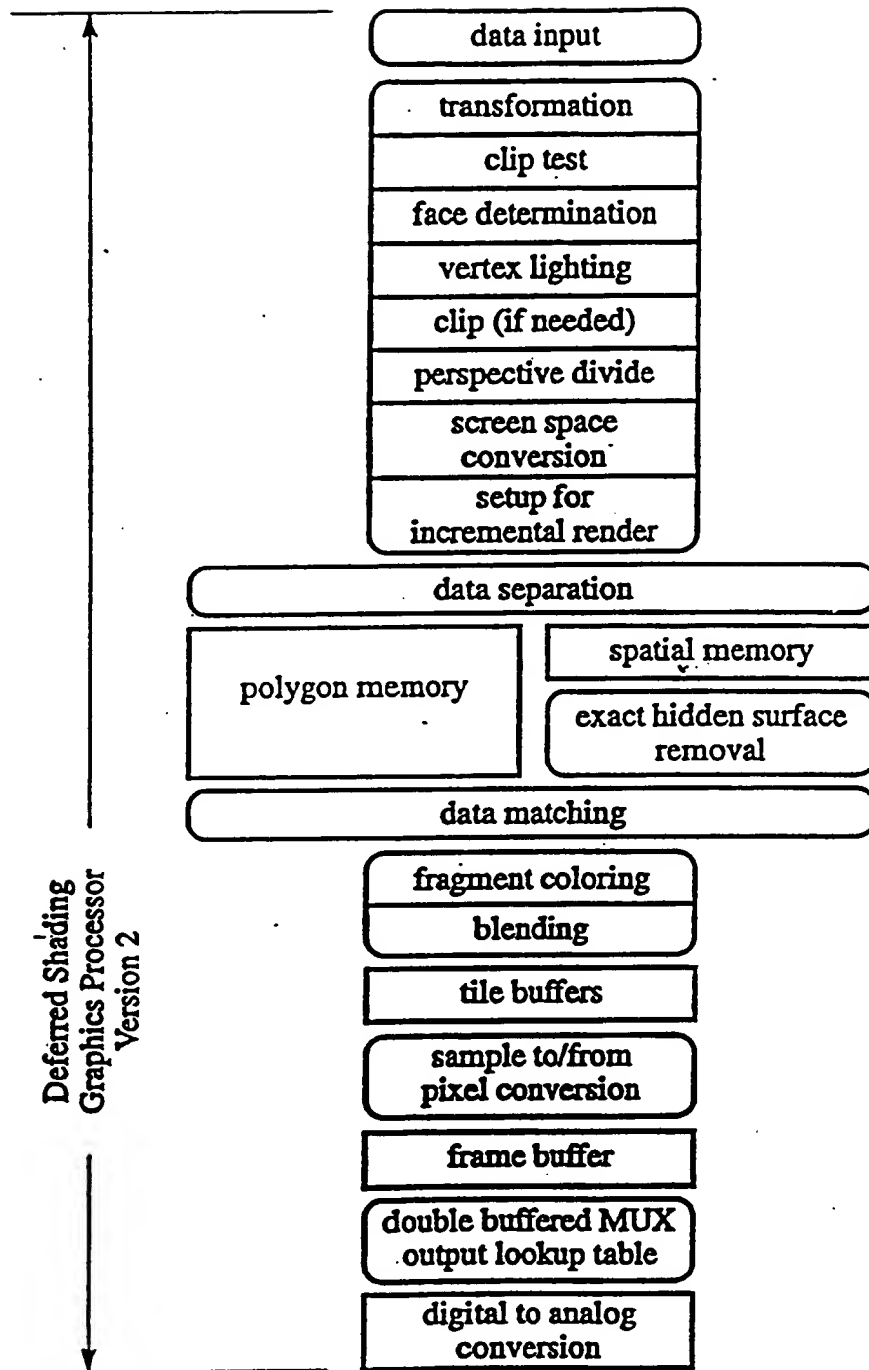 data input
transformation
clip test
face determination
vertex lighting
clip (if needed)
perspective divide
screen space
conversion
setup for
incremental render
data separation
polygon memory
spatial memory
exact hidden surface
removal
data matching
fragment coloring
blending
tile buffers
sample to/from
pixel conversion
frame buffer
double buffered MUX
output lookup table
digital to analog
conversion
Deferred Shading
Graphics Processor
Version 2